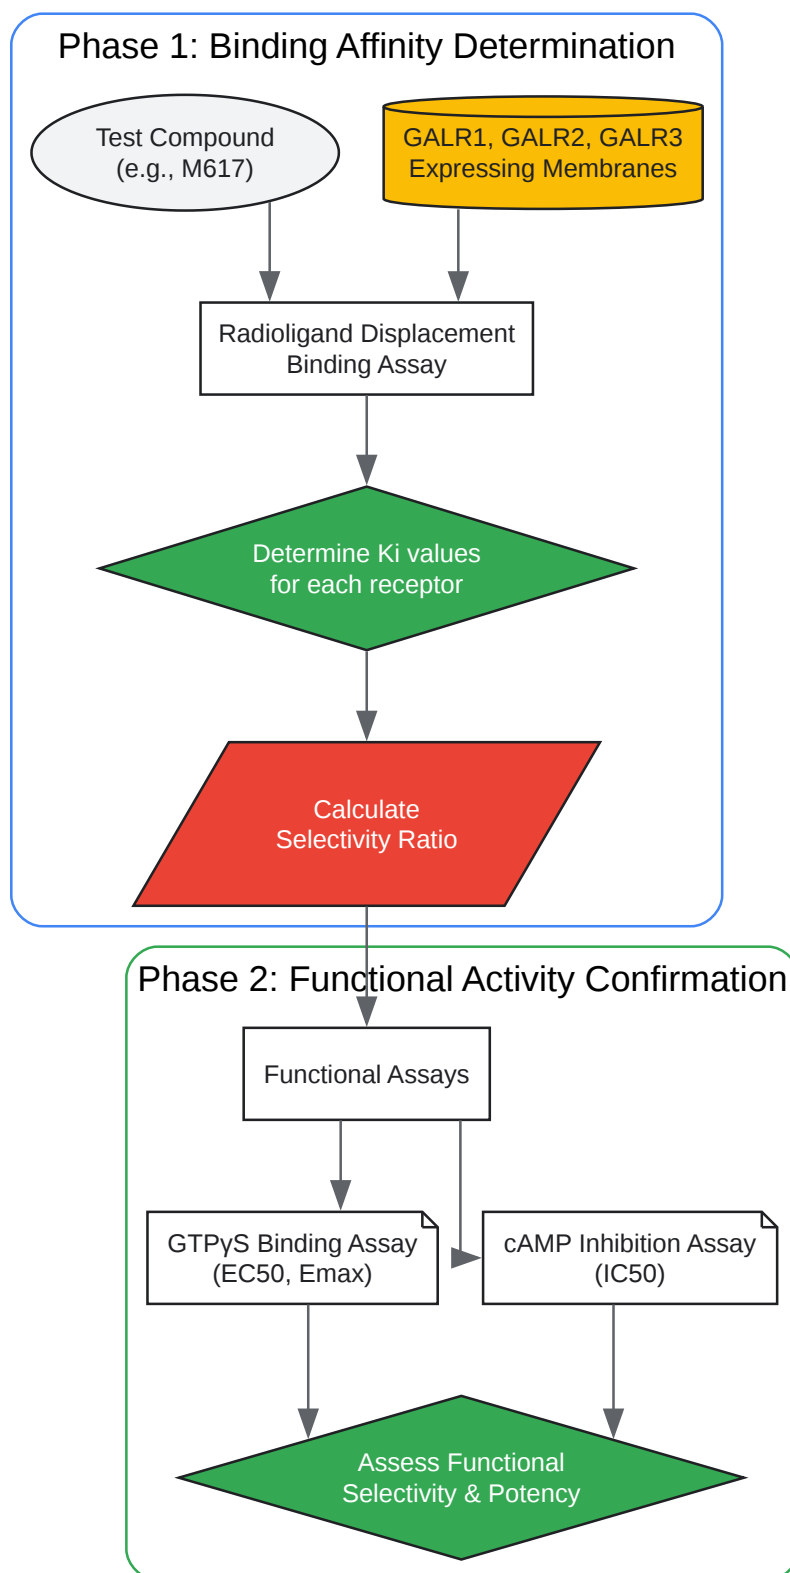 Phase 1: Binding Affinity Determination
Test Compound
(e.g., M617)
GALR1, GALR2, GALR3
Expressing Membranes
Radioligand Displacement
Binding Assay
Determine Ki values
for each receptor
Calculate
Selectivity Ratio
Phase 2: Functional Activity Confirmation
Functional Assays
GTPγS Binding Assay
(EC50, Emax)
cAMP Inhibition Assay
(IC50)
Assess Functional
Selectivity & Potency